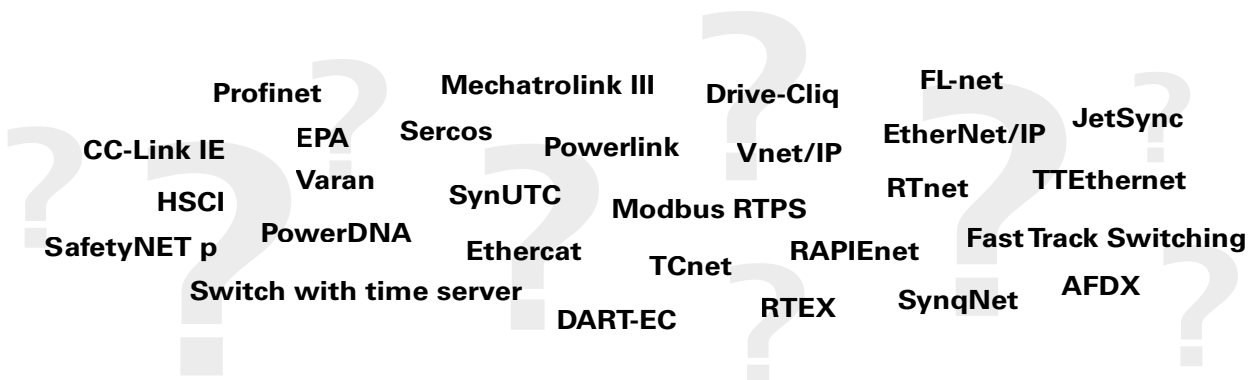 Profinet
Mechatrolink III
Drive-Cliq
FL-net
CC-Link IE
EPA
Sercos
Powerlink
Vnet/IP
EtherNet/IP
JetSync
HSCI
Varan
SynUTC
Modbus RTPS
RTnet
TTEthernet
SafetyNET p
PowerDNA
Ethercat
TCnet
RAPIEnet
Fast Track Switching
Switch with time server
DART-EC
RTEX
SynqNet
AFDX
?
?
?
?
?
?
?
?
?